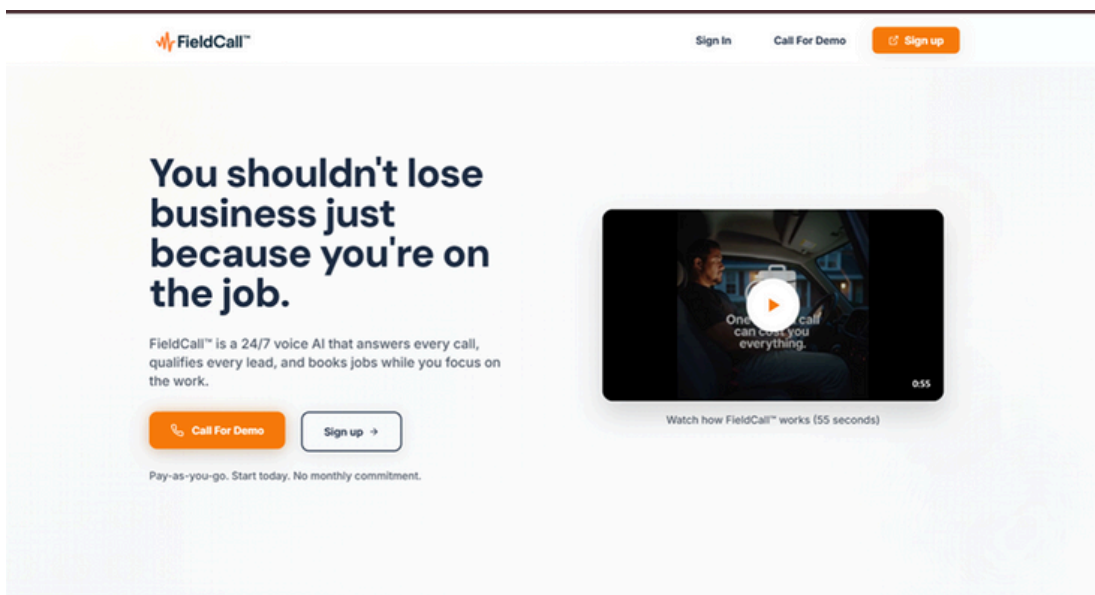 FieldCall™
Sign In
Call For Demo
Sign up
You shouldn't lose
business just
because you're on
the job.
FieldCall™ is a 24/7 voice AI that answers every call,
qualifies every lead, and books jobs while you focus on
the work.
Call For Demo
Sign up →
Pay-as-you-go. Start today. No monthly commitment.
One call
can cost you
everything.
0:55
Watch how FieldCall™ works (55 seconds)